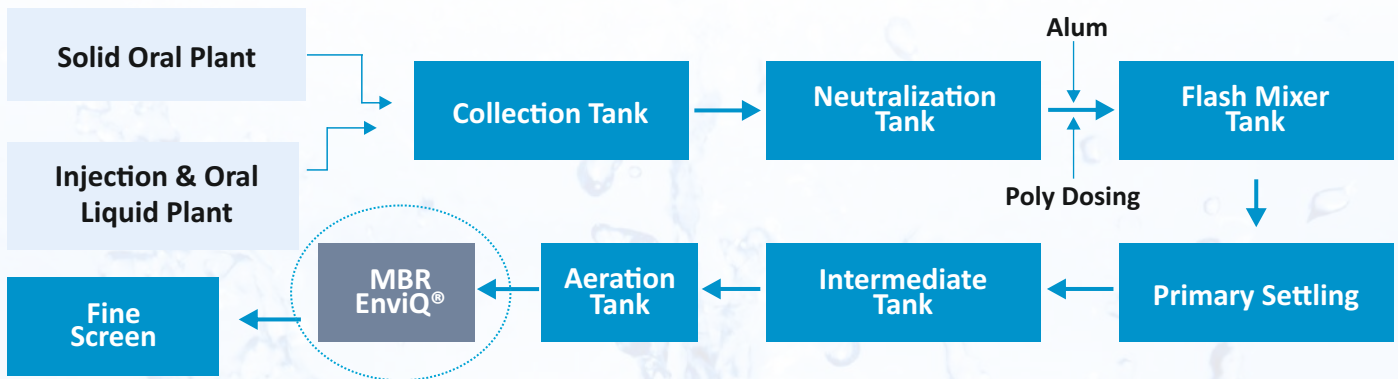 Solid Oral Plant
Injection & Oral
Liquid Plant
Collection Tank
Neutralization
Tank
Alum
Poly Dosing
Flash Mixer
Tank
Primary Settling
Intermediate
Tank
Aeration
Tank
MBR
EnviQ®
Fine
Screen